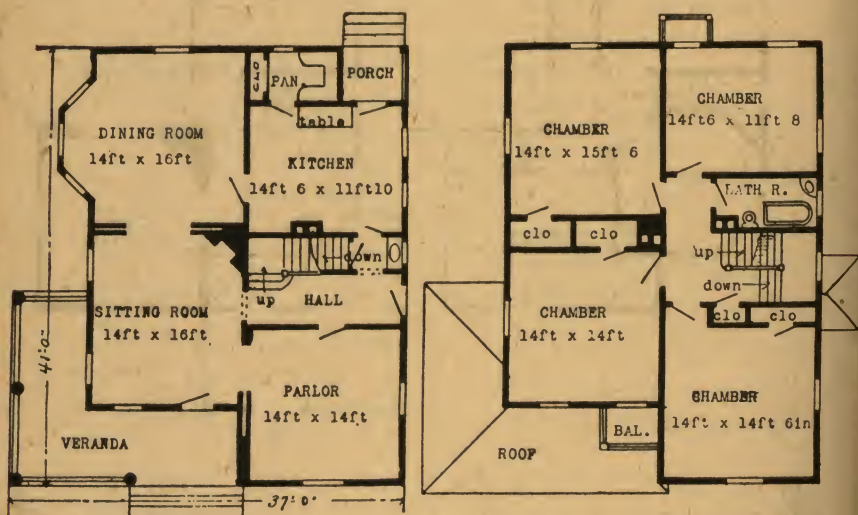 CLO
PAN.
PORCH
table
DINING ROOM
14ft x 16ft
KITCHEN
14ft 6 x 11ft10
down
up
HALL
SITTING ROOM
14ft x 16ft
41'-0"
PARLOR
14ft x 14ft
VERANDA
37'-0"
CHAMBER
14ft6 x 11ft 8
CHAMBER
14ft x 15ft 6
BATH R.
clo
clo
up
down
CHAMBER
14ft x 14ft
clo
clo
CHAMBER
14ft x 14ft 6in
BAL.
ROOF